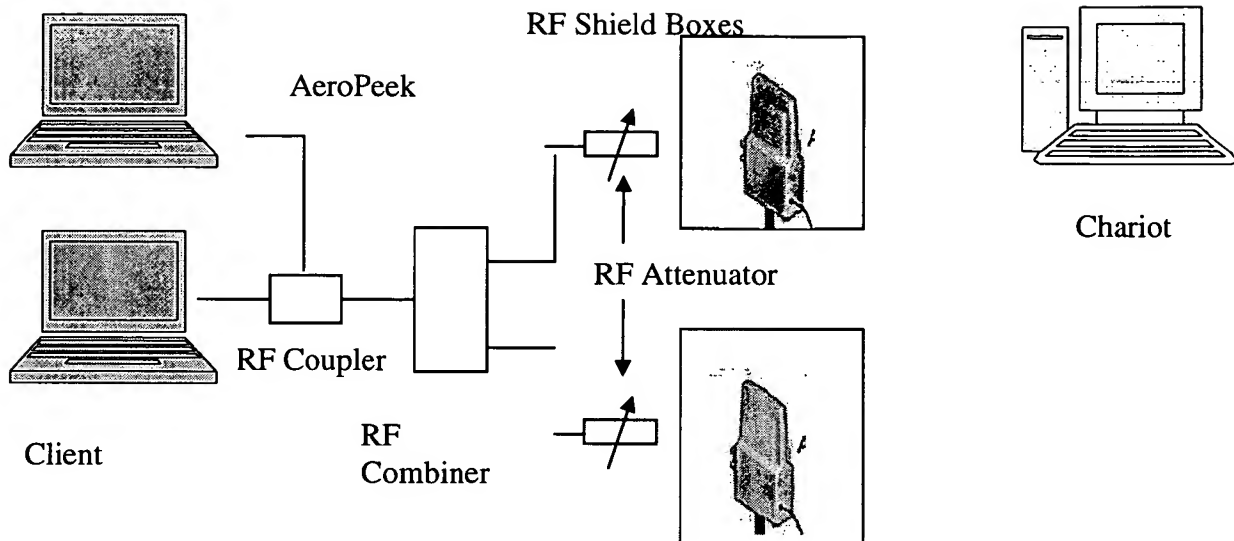 RF Shield Boxes
AeroPeek
Chariot
RF Attenuator
RF Coupler
RF
Combiner
Client